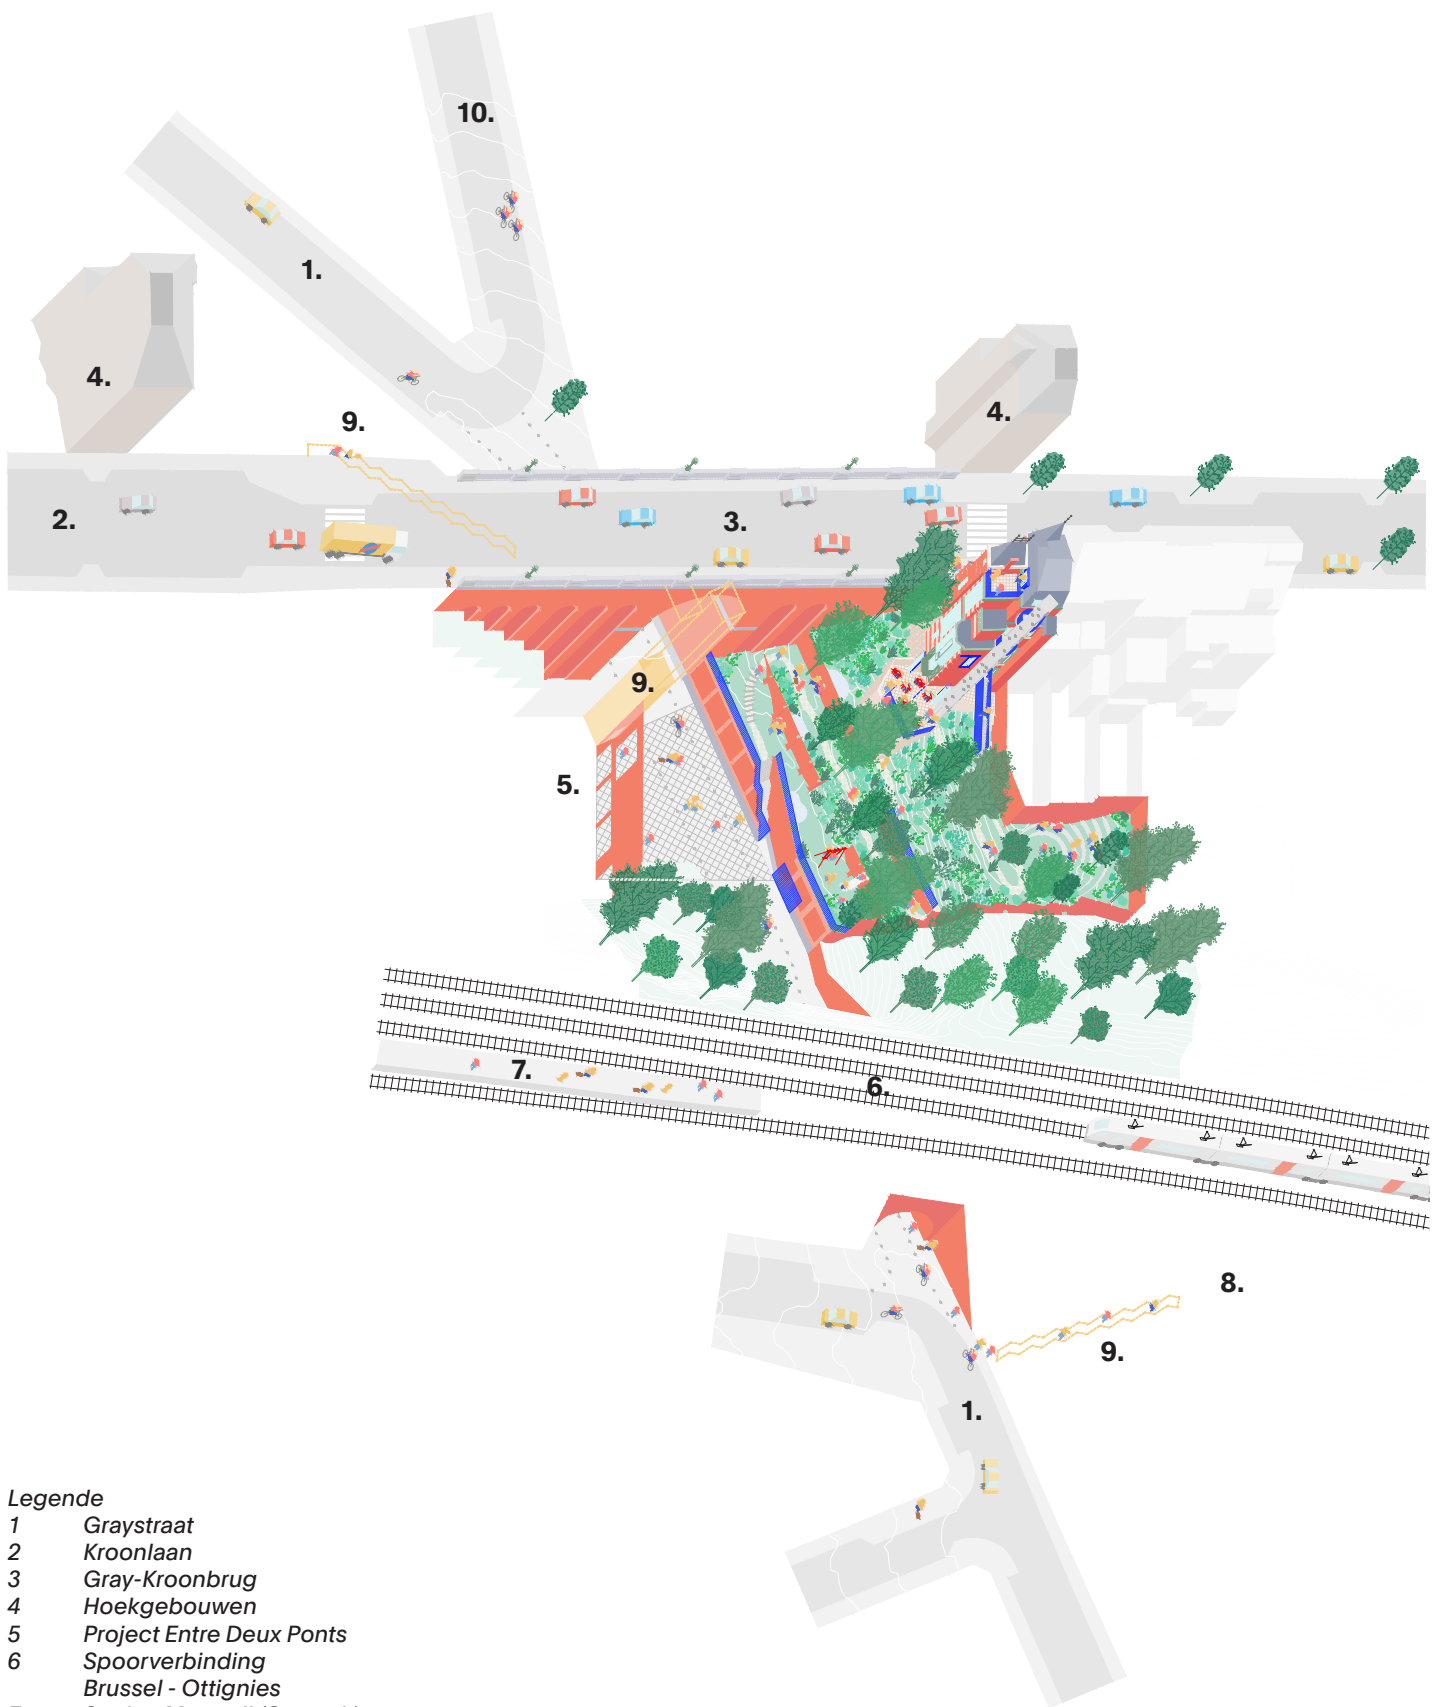 10.
1.
4.
9.
4.
2.
3.
9.
5.
7.
6.
8.
9.
1.
Legende
1 Graystraat
2 Kroonlaan
3 Gray-Kroonbrug
4 Hoekgebouwen
5 Project Entre Deux Ponts
6 Spoorverbinding
Brussel - Ottignies